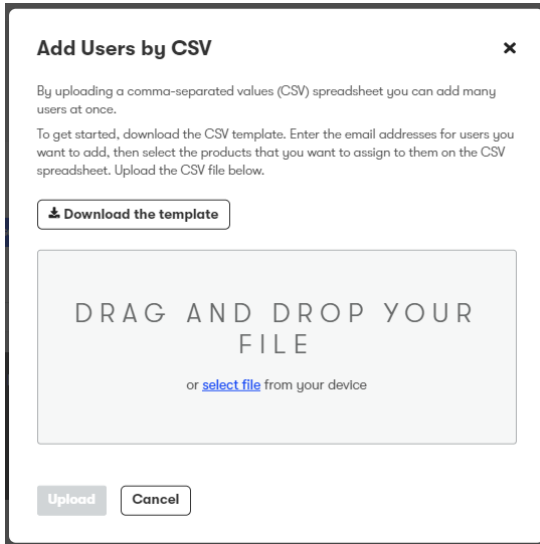 Add Users by CSV
By uploading a comma-separated values (CSV) spreadsheet you can add many
users at once.
To get started, download the CSV template. Enter the email addresses for users you
want to add, then select the products that you want to assign to them on the CSV
spreadsheet. Upload the CSV file below.
Download the template
DRAG AND DROP YOUR
FILE
or select file from your device
Upload Cancel